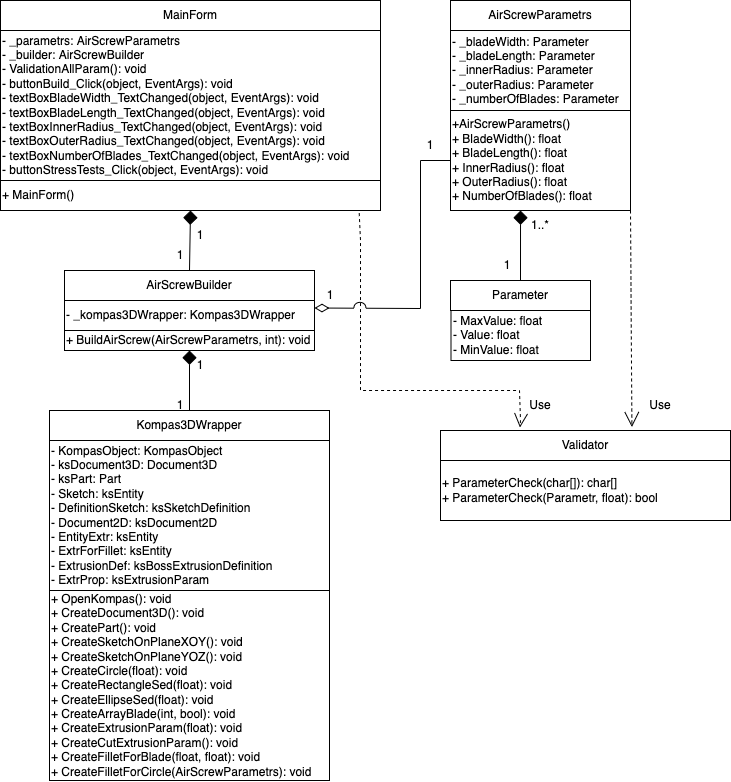 MainForm
- _parametrs: AirScrewParametrs
- _builder: AirScrewBuilder
- ValidationAllParam(): void
- buttonBuild_Click(object, EventArgs): void
- textBoxBladeWidth_TextChanged(object, EventArgs): void
- textBoxBladeLength_TextChanged(object, EventArgs): void
- textBoxInnerRadius_TextChanged(object, EventArgs): void
- textBoxOuterRadius_TextChanged(object, EventArgs): void
- textBoxNumberOfBlades_TextChanged(object, EventArgs): void
- buttonStressTests_Click(object, EventArgs): void
+ MainForm()
AirScrewParametrs
- _bladeWidth: Parameter
- _bladeLength: Parameter
- _innerRadius: Parameter
- _outerRadius: Parameter
- _numberOfBlades: Parameter
+AirScrewParametrs()
+ BladeWidth(): float
+ BladeLength(): float
+ InnerRadius(): float
+ OuterRadius(): float
+ NumberOfBlades(): float
1
1
1
1..*
1
AirScrewBuilder
- _kompas3DWrapper: Kompas3DWrapper
+ BuildAirScrew(AirScrewParametrs, int): void
1
Parameter
- MaxValue: float
- Value: float
- MinValue: float
1
1
Use
Use
Kompas3DWrapper
- KompasObject: KompasObject
- ksDocument3D: Document3D
- ksPart: Part
- Sketch: ksEntity
- DefinitionSketch: ksSketchDefinition
- Document2D: ksDocument2D
- EntityExtr: ksEntity
- ExtrForFillet: ksEntity
- ExtrusionDef: ksBossExtrusionDefinition
- ExtrProp: ksExtrusionParam
+ OpenKompas(): void
+ CreateDocument3D(): void
+ CreatePart(): void
+ CreateSketchOnPlaneXOY(): void
+ CreateSketchOnPlaneYOZ(): void
+ CreateCircle(float): void
+ CreateRectangleSed(float): void
+ CreateEllipseSed(float): void
+ CreateArrayBlade(int, bool): void
+ CreateExtrusionParam(float): void
+ CreateCutExtrusionParam(): void
+ CreateFilletForBlade(float, float): void
+ CreateFilletForCircle(AirScrewParametrs): void
Validator
+ ParameterCheck(char[]): char[]
+ ParameterCheck(Parametr, float): bool